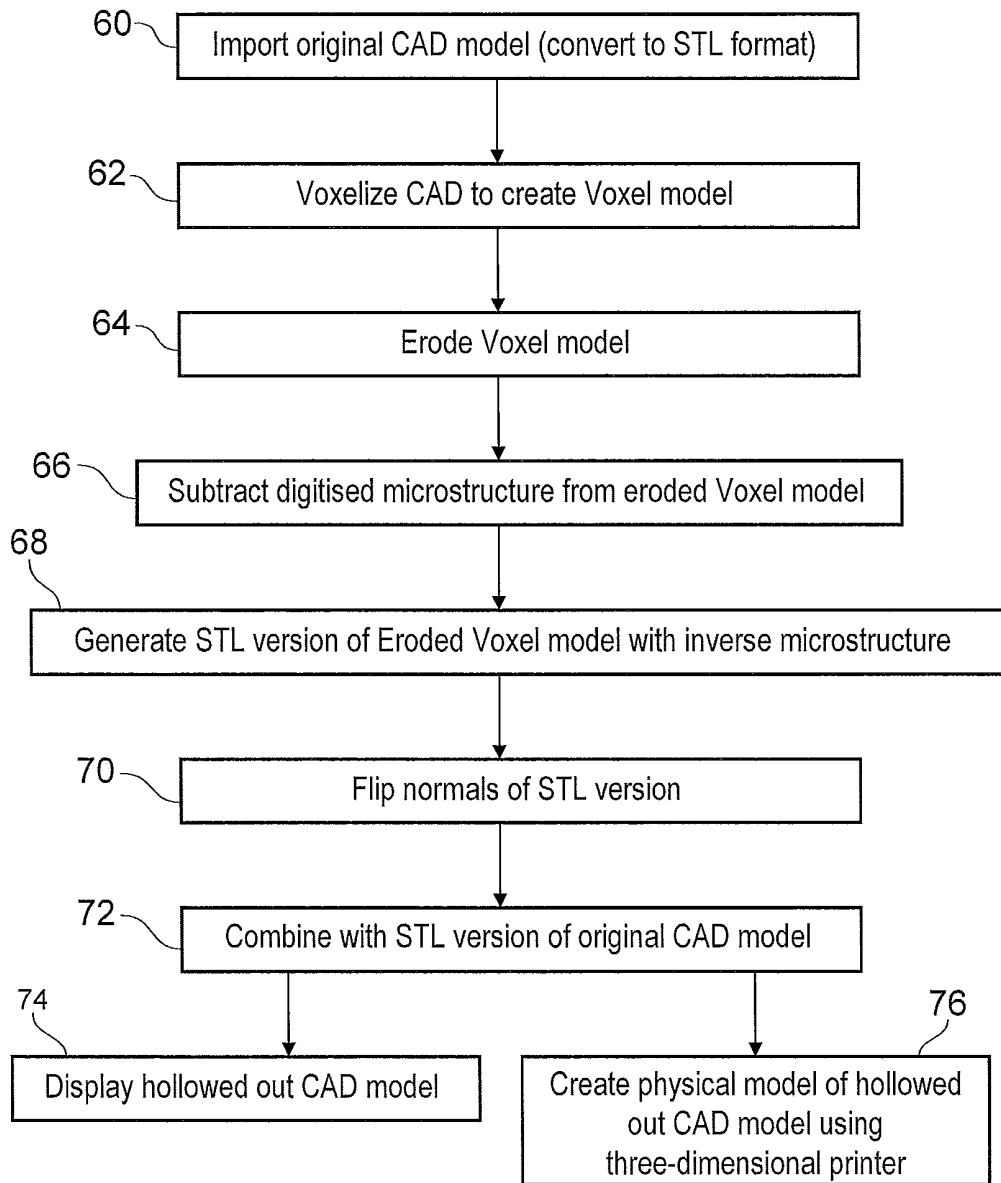 60
Import original CAD model (convert to STL format)
62
Voxelize CAD to create Voxel model
64
Erode Voxel model
66
Subtract digitised microstructure from eroded Voxel model
68
Generate STL version of Eroded Voxel model with inverse microstructure
70
Flip normals of STL version
72
Combine with STL version of original CAD model
74
Display hollowed out CAD model
76
Create physical model of hollowed
out CAD model using
three-dimensional printer